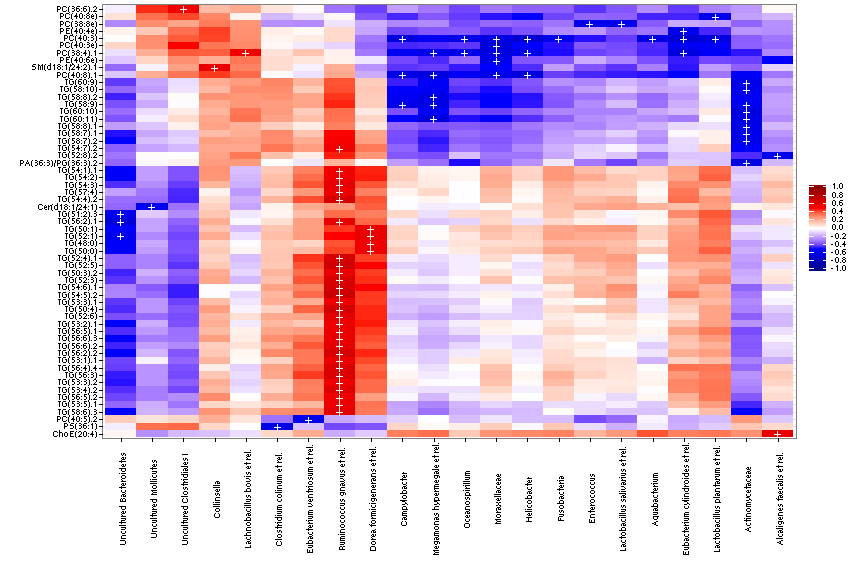 PC(36:6).2
PC(40:8e)
PC(38:8e)
PE(40:4e)
PC(40:3)
PC(40:3e)
PC(38:4).1
PE(40:6e)
SM(d18:1/24:2).1
PC(40:8).1
TG(60:9)
TG(58:10)
TG(58:8).2
TG(58:9)
TG(60:10)
TG(60:11)
TG(58:8).1
TG(58:7).1
TG(58:7).2
TG(54:7).2
TG(52:8).2
PA(36:3)/PG(36:3).2
TG(54:1).1
TG(54:2)
TG(54:3)
TG(57:4)
TG(54:4).2
Cer(d18:1/24:1)
TG(51:2).3
TG(56:2).1
TG(50:1)
TG(52:1)
TG(48:0)
TG(50:0)
TG(52:4).1
TG(52:5)
TG(50:3).2
TG(52:3)
TG(54:6).1
TG(54:5).2
TG(53:3).1
TG(50:4)
TG(52:6)
TG(53:2).1
TG(56:5).1
TG(56:6).3
TG(56:6).2
TG(56:2).2
TG(53:1).1
TG(56:4).4
TG(56:3)
TG(53:3).2
TG(53:4).2
TG(56:5).2
TG(53:5).1
TG(58:6).3
PC(40:5).2
PS(36:1)
ChoE(20:4)
Uncultured Bacteroidetes
Uncultured Mollicutes
Uncultured Clostridiales I
Collinsella
Lachnobacillus bovis et rel.
Clostridium colinum et rel.
Eubacterium ventriosum et rel.
Ruminococcus gnavus et rel.
Dorea formicigenerans et rel.
Campylobacter
Megamonas hypermegale et rel.
Oceanospirillum
Moraxellaceae
Helicobacter
Fusobacteria
Enterococcus
Lactobacillus salivarius et rel.
Aquabacterium
Eubacterium cylindroides et rel.
Lactobacillus plantarum et rel.
Actinomycetaceae
Alcaligenes faecalis et rel.
1.0
0.8
0.6
0.4
0.2
0.0
-0.2
-0.4
-0.6
-0.8
-1.0